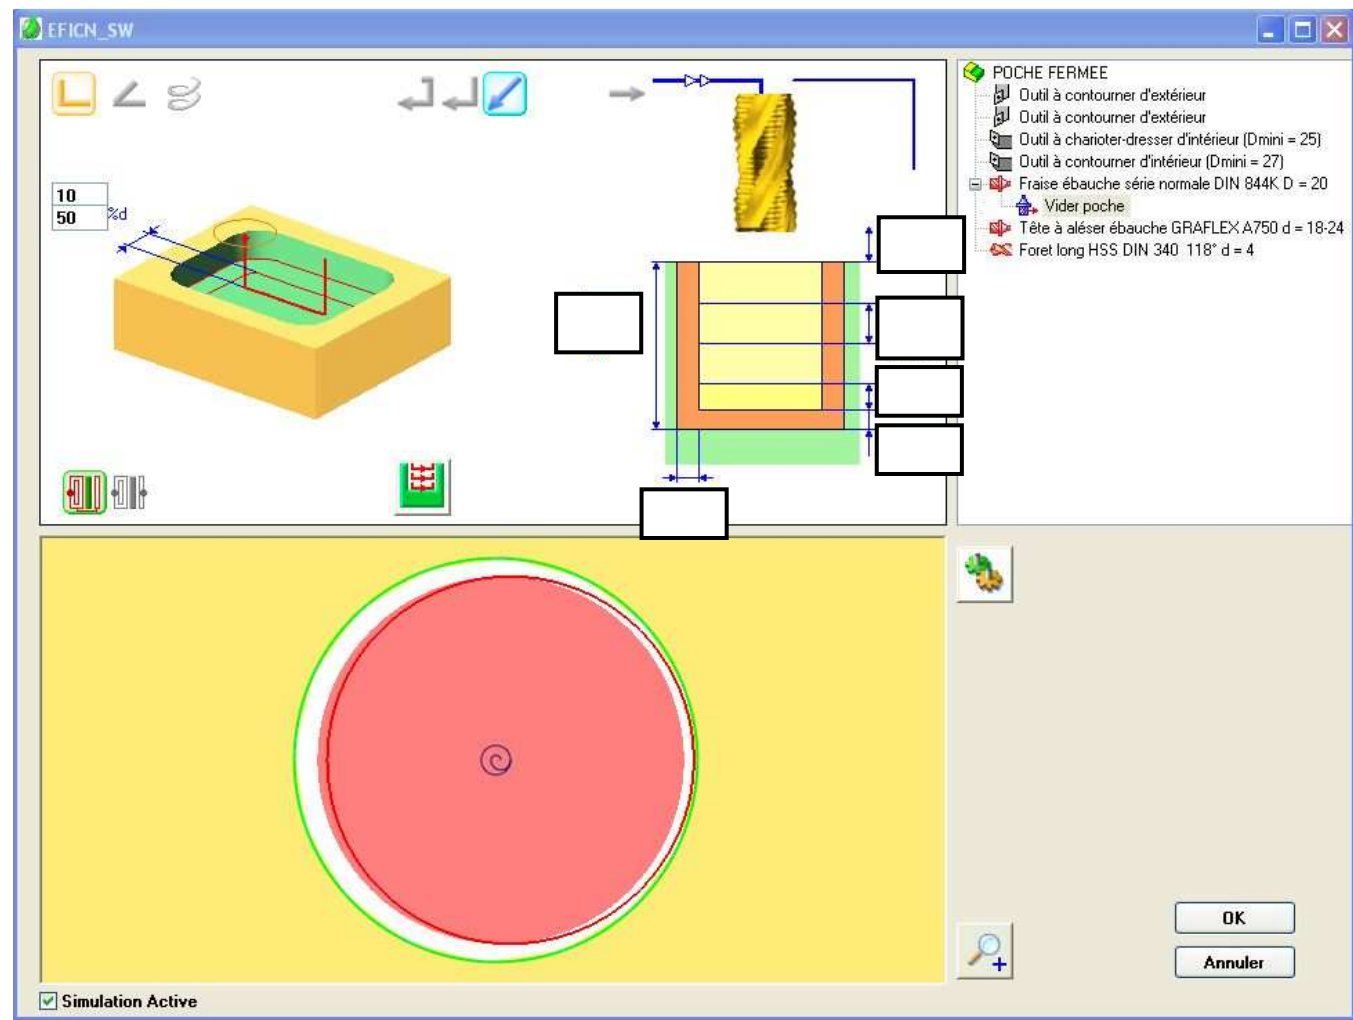 EFICN_SW
10
50 %d
POCHE FERMEE
Outil à contourner d'extérieur
Outil à contourner d'extérieur
Outil à charioter-dresser d'intérieur (Dmini = 25)
Outil à contourner d'intérieur (Dmini = 27)
Fraise ébauche série normale DIN 844K D = 20
Vider poche
Tête à aléser ébauche GRAFLEX A750 d = 18-24
Foret long HSS DIN 340 118° d = 4
OK
Annuler
Simulation Active